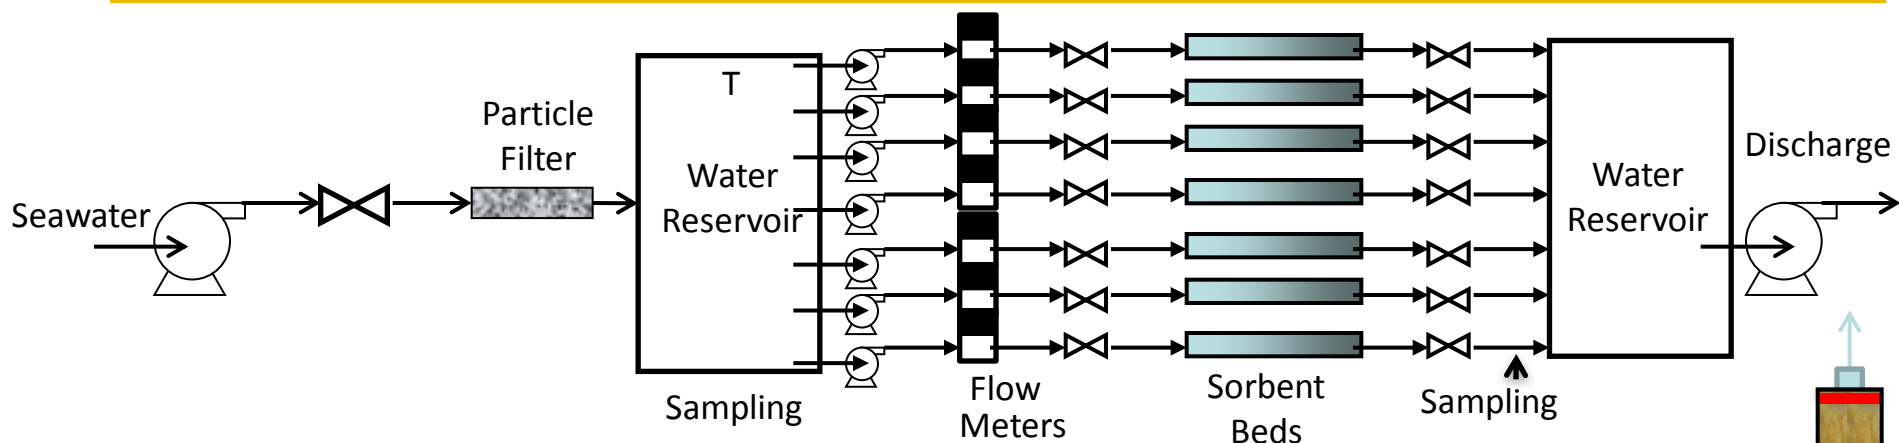 Seawater
Particle
Filter
T
Water
Reservoir
Sampling
Flow
Meters
Sorbent
Beds
Sampling
Water
Reservoir
Discharge